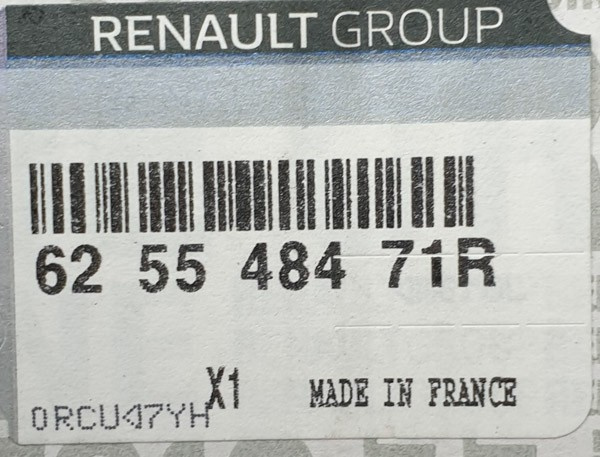 RENAULT GROUP
62 55 484 71R
X1
MADE IN FRANCE
0RCU47YH